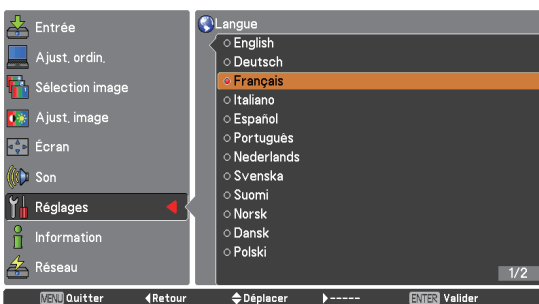 Entrée
Ajust. ordin.
Sélection image
Ajust. image
Écran
Son
Réglages
Information
Réseau
Langue
English
Deutsch
Français
Italiano
Español
Português
Nederlands
Svenska
Suomi
Norsk
Dansk
Polski
1/2
MENU Quitter Retour Déplacer ----- ENTER Valider